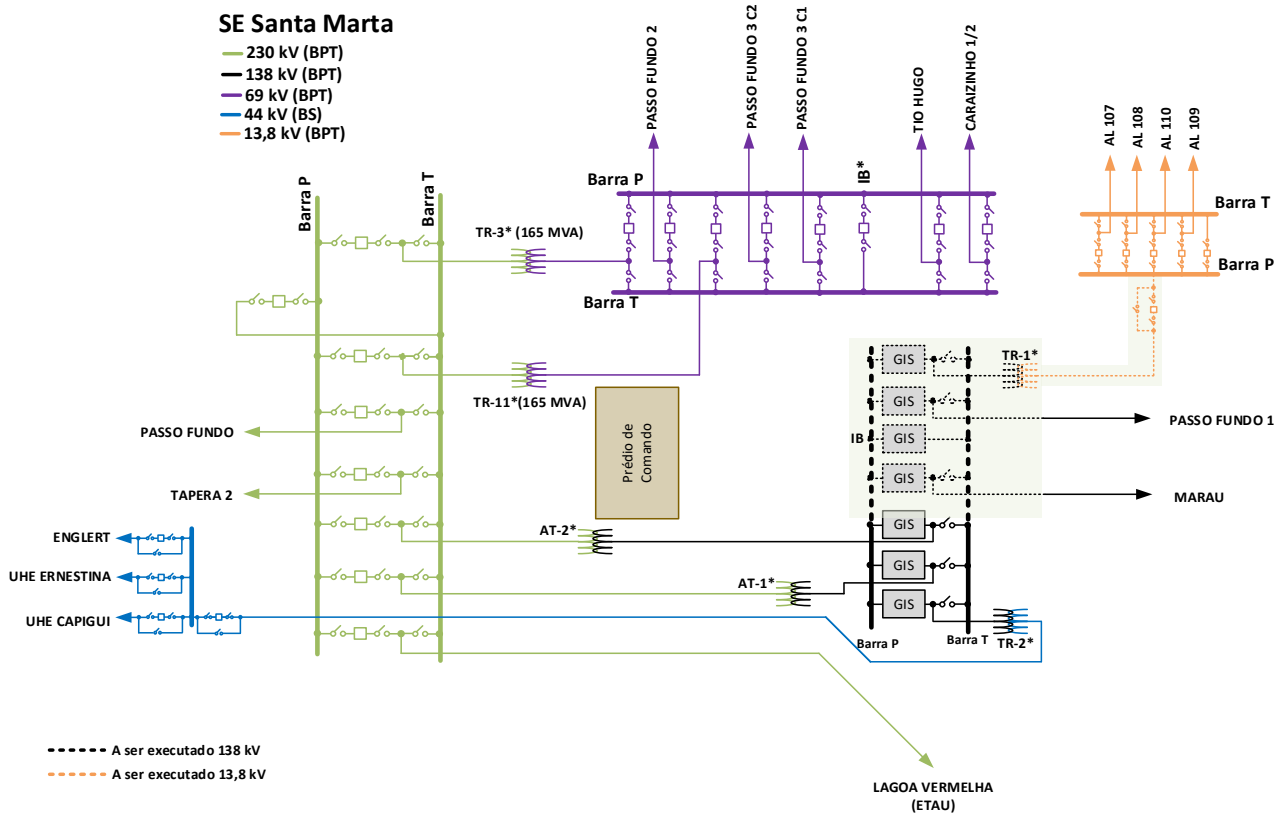 SE Santa Marta
230 kV (BPT)
138 kV (BPT)
69 kV (BPT)
44 kV (BS)
13,8 kV (BPT)
PASSO FUNDO 2
PASSO FUNDO 3 C2
PASSO FUNDO 3 C1
TIO HUGO
CARAIZINHO 1/2
IB*
AL 107
AL 108
AL 110
AL 109
Barra P
Barra T
Barra P
Barra T
Barra T
Barra P
TR-3* (165 MVA)
TR-11*(165 MVA)
Prédio de
Comando
GIS
TR-1*
GIS
PASSO FUNDO 1
IB
GIS
GIS
MARAU
GIS
GIS
GIS
PASSO FUNDO
TAPERA 2
AT-2*
AT-1*
ENGLERT
UHE ERNESTINA
UHE CAPIGUI
Barra P
Barra T
TR-2*
A ser executado 138 kV
A ser executado 13,8 kV
LAGOA VERMELHA
(ETAU)